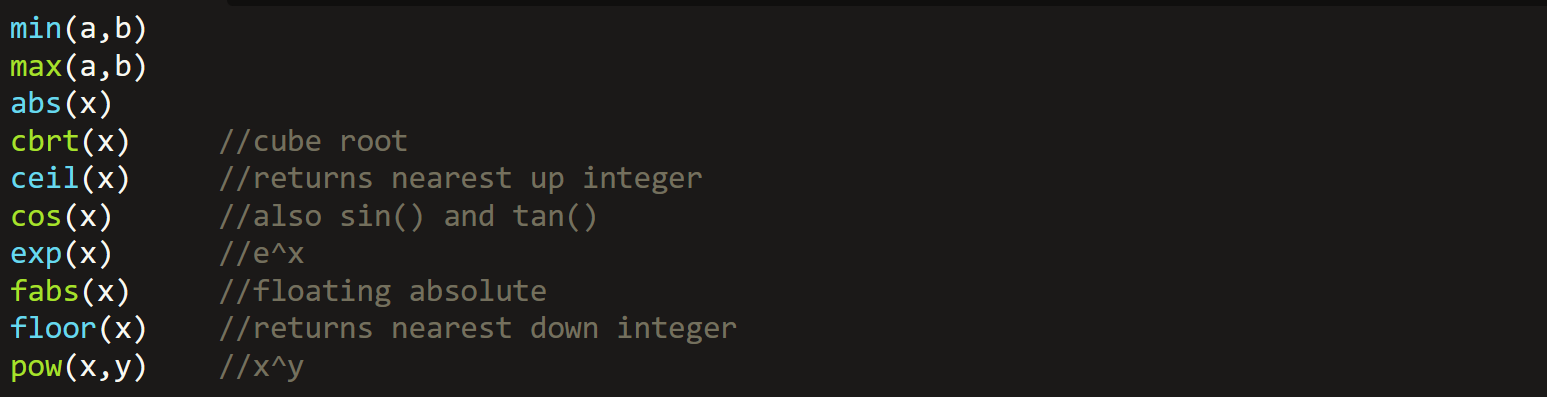 min(a,b)
max(a,b)
abs(x)
cbrt(x) //cube root
ceil(x) //returns nearest up integer
cos(x) //also sin() and tan()
exp(x) //e^x
fabs(x) //floating absolute
floor(x) //returns nearest down integer
pow(x,y) //x^y